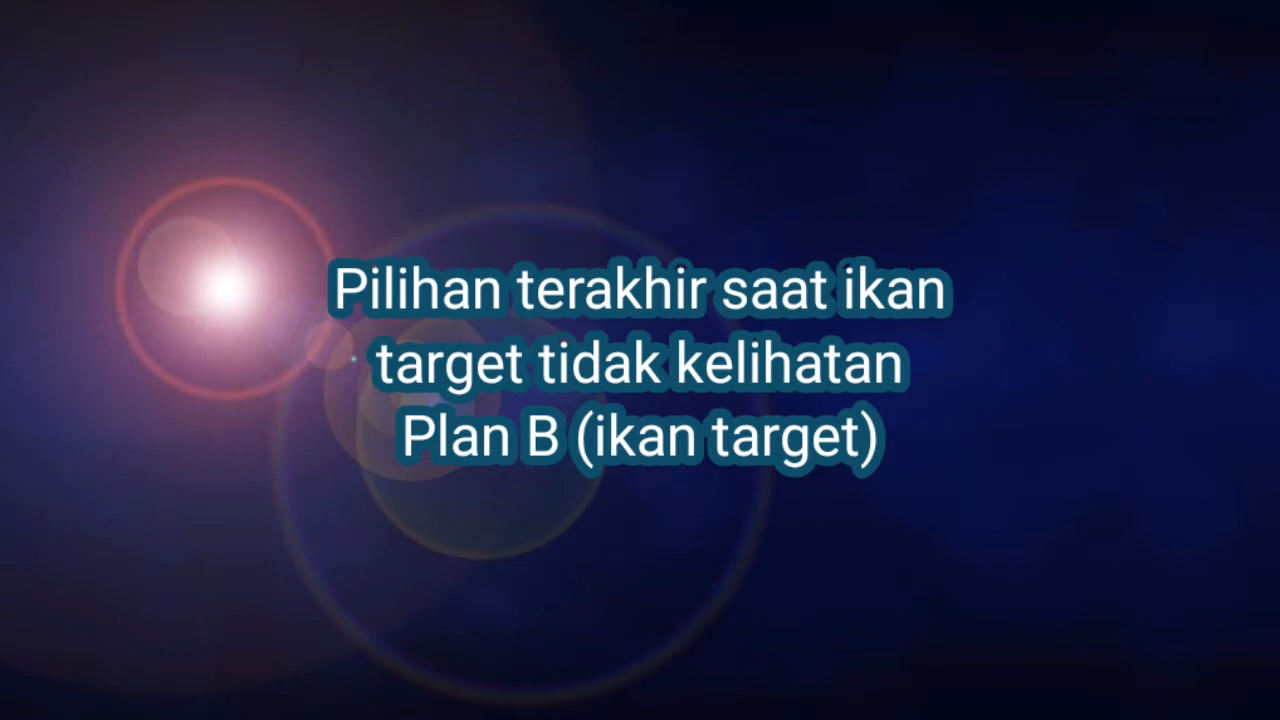 Pilihan terakhir saat ikan
target tidak kelihatan
Plan B (ikan target)